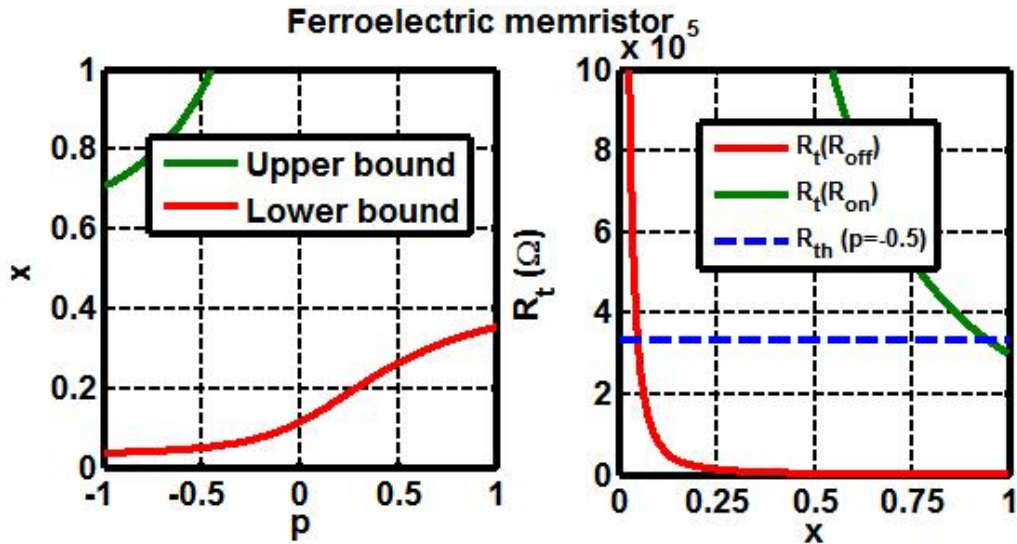 Ferroelectric memristor
x 10^5
1
0.8
0.6
0.4
0.2
0
x
Upper bound
Lower bound
-1
-0.5
0
0.5
1
p
10
8
6
4
2
0
R_t (Ω)
R_t(R_off)
R_t(R_on)
R_th (p=-0.5)
0
0.25
0.5
0.75
1
x